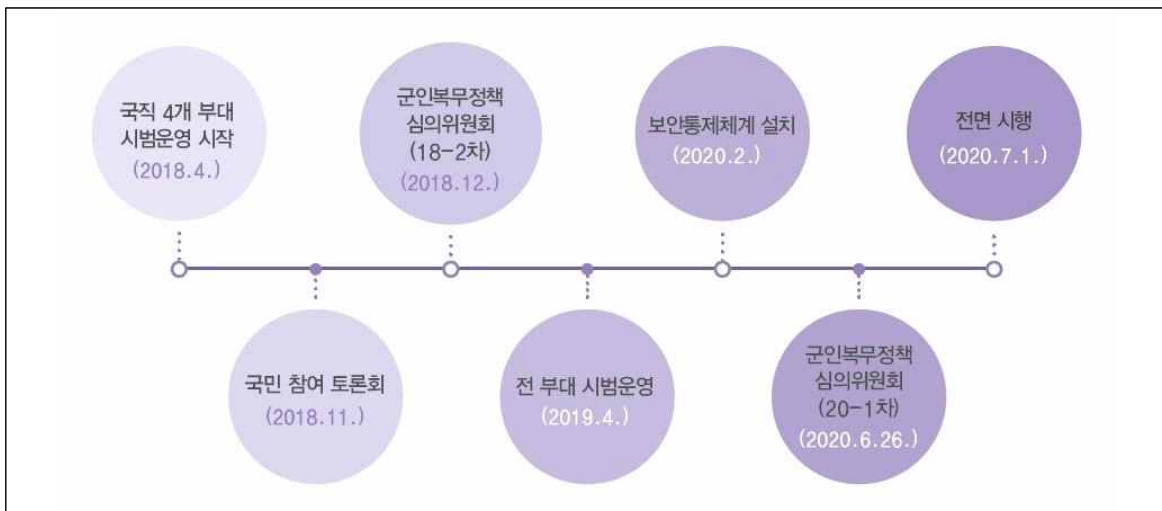 국직 4개 부대
시범운영 시작
(2018.4.)
국민 참여 토론회
(2018.11.)
군인복무정책
심의위원회
(18-2차)
(2018.12.)
전 부대 시범운영
(2019.4.)
보안통제체계 설치
(2020.2.)
군인복무정책
심의위원회
(20-1차)
(2020.6.26.)
전면 시행
(2020.7.1.)